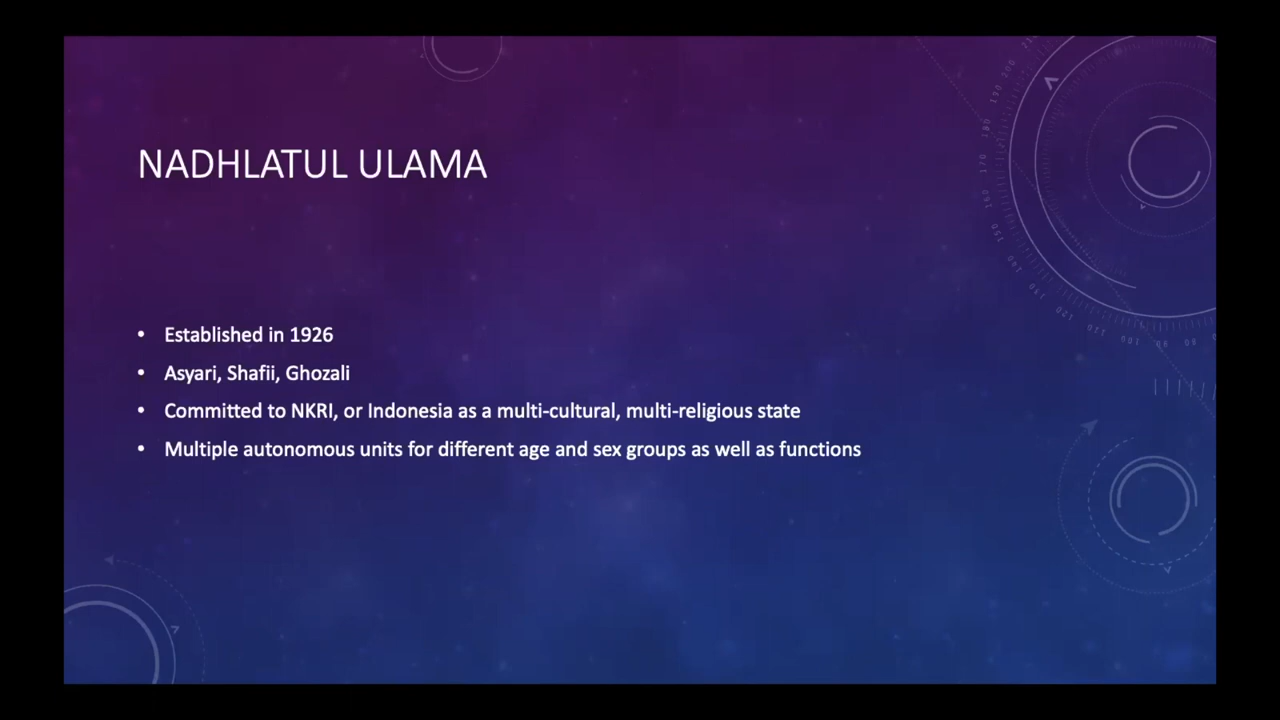 NADHLATUL ULAMA
• Established in 1926
• Asyari, Shafii, Ghozali
• Committed to NKRI, or Indonesia as a multi-cultural, multi-religious state
• Multiple autonomous units for different age and sex groups as well as functions